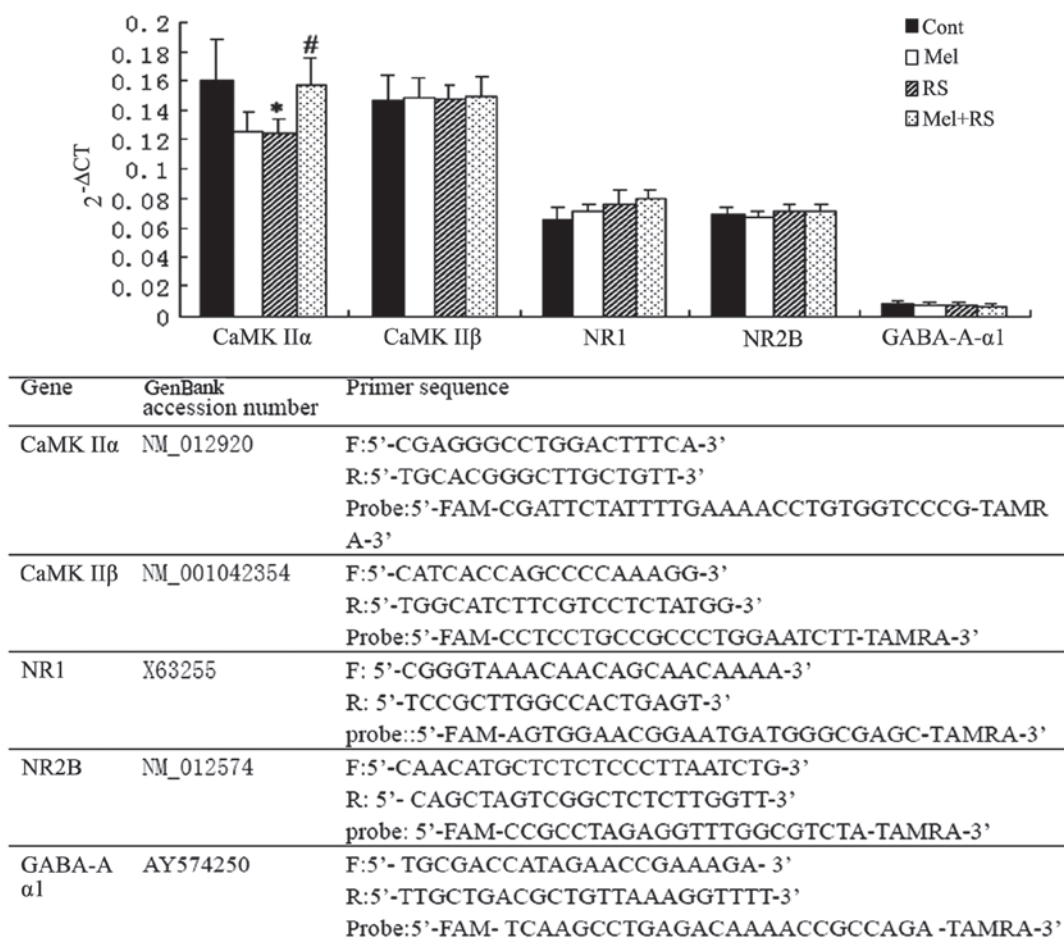 0.2
0.18
0.16
0.14
0.12
0.1
0.08
0.06
0.04
0.02
0
2^-ΔCT
*
#
Cont
Mel
RS
Mel+RS
CaMK IIα CaMK IIβ NR1 NR2B GABA-A-α1
Gene GenBank accession number Primer sequence
CaMK IIα NM_012920 F:5’-CGAGGGCCTGGACTTTCA-3’
R:5’-TGCACGGGCTTGCTGTT-3’
Probe:5’-FAM-CGATTCTATTTTGAAAACCTGTGGTCCCG-TAMR
A-3’
CaMK IIβ NM_001042354 F:5’-CATCACCAGCCCCAAAGG-3’
R:5’-TGGCATCTTCGTCCTCTATGG-3’
Probe:5’-FAM-CCTCCTGCCGCCCTGGAATCTT-TAMRA-3’
NR1 X63255 F: 5’-CGGGTAAACAACAGCAACAAAA-3’
R: 5’-TCCGCTTGGCCACTGAGT-3’
probe::5’-FAM-AGTGGAACGGAATGATGGGCGAGC-TAMRA-3’
NR2B NM_012574 F:5’-CAACATGCTCTCTCCCTTAATCTG-3’
R: 5’- CAGCTAGTCGGCTCTCTTGGTT-3’
probe: 5’-FAM-CCGCCTAGAGGTTTGGCGTCTA-TAMRA-3’
GABA-A α1 AY574250 F:5’- TGCGACCATAGAACCGAAAGA- 3’
R:5’-TTGCTGACGCTGTTAAAGGTTTT-3’
Probe:5’-FAM- TCAAGCCTGAGACAAAACCGCCAGA -TAMRA-3’